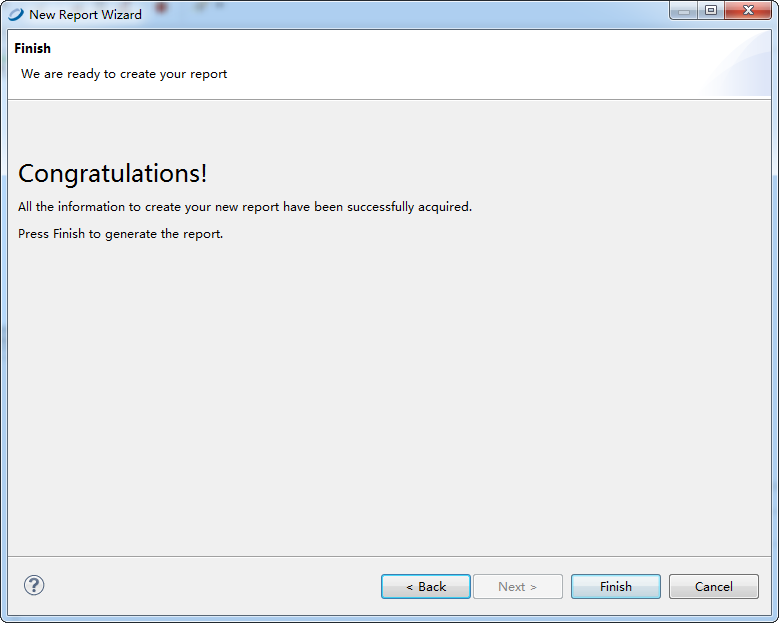 New Report Wizard
Finish
We are ready to create your report
Congratulations!
All the information to create your new report have been successfully acquired.
Press Finish to generate the report.
?
< Back
Next >
Finish
Cancel